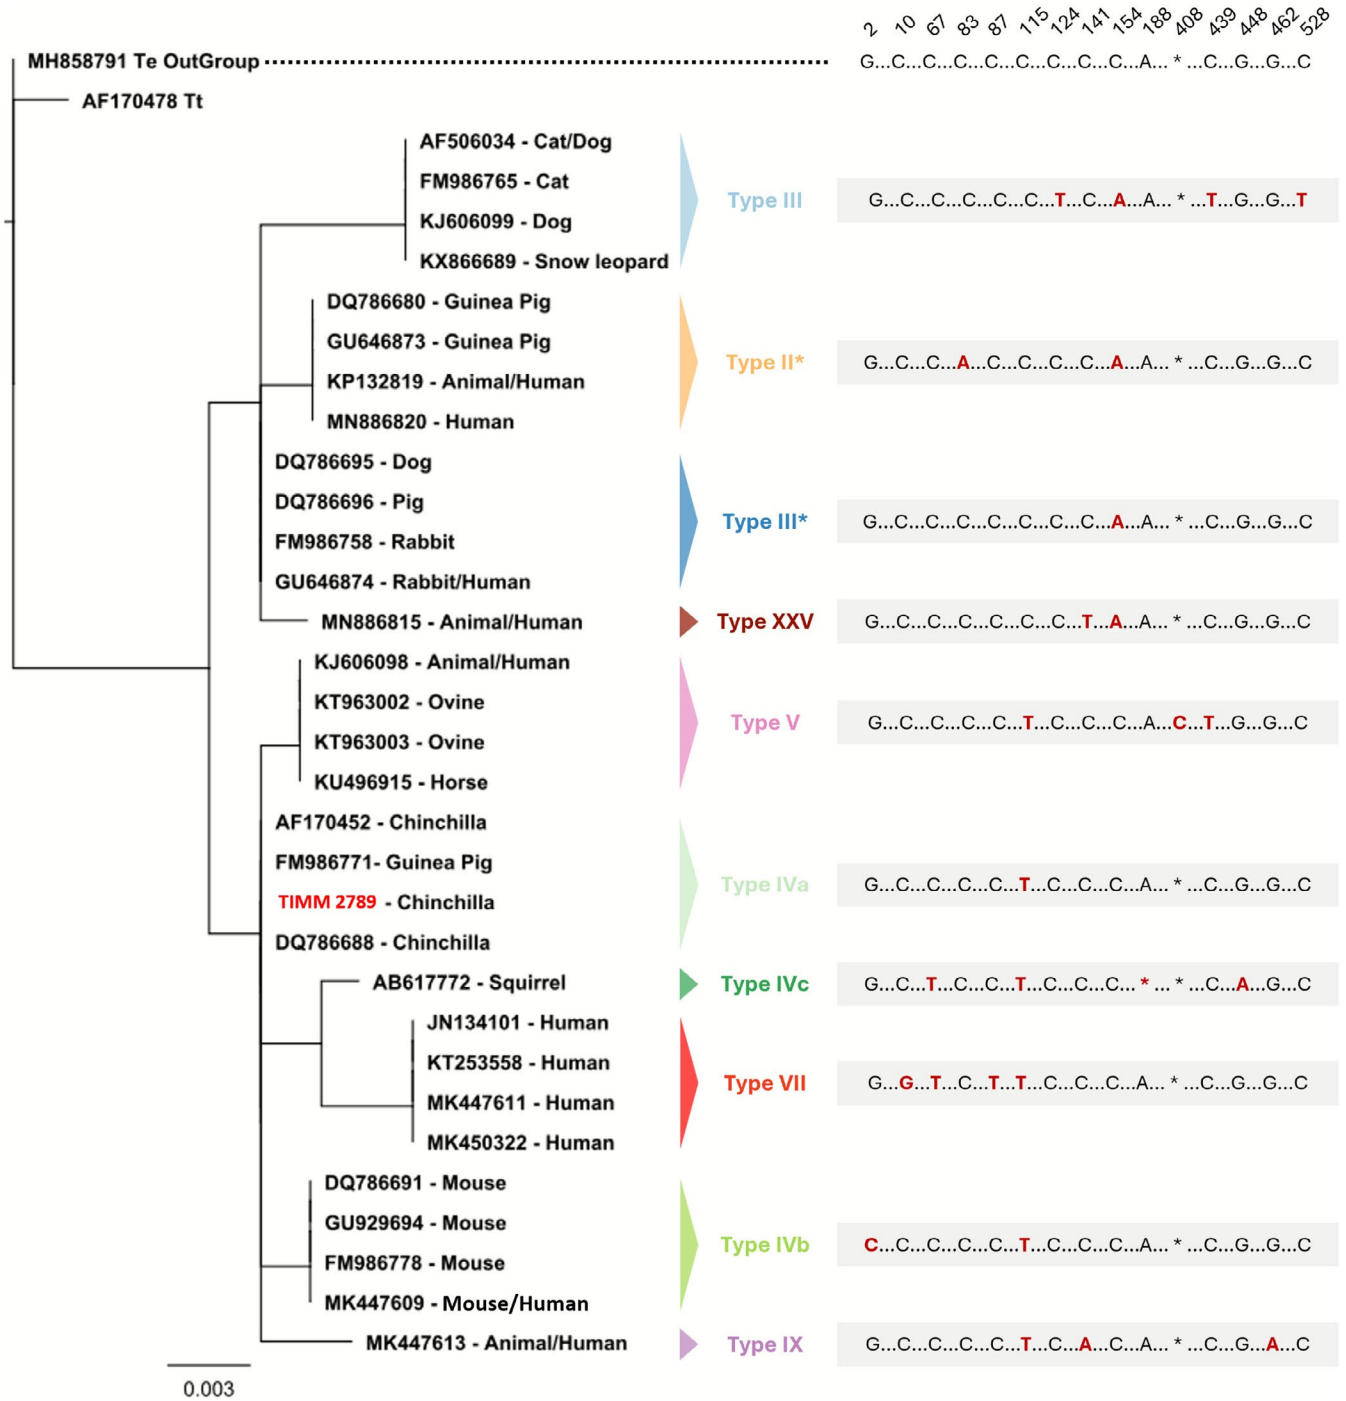 2 10 67 83 87 115 124 141 154 188 408 439 448 462 528
MH858791 Te OutGroup G...C...C...C...C...C...C...C...C...A... * ...C...G...G...C
AF170478 Tt
AF506034 - Cat/Dog
FM986765 - Cat
Type III G...C...C...C...C...C...T...C...A...A... * ...T...G...G...T
KJ606099 - Dog
KX866689 - Snow leopard
DQ786680 - Guinea Pig
GU646873 - Guinea Pig
Type II* G...C...C...A...C...C...C...C...A...A... * ...C...G...G...C
KP132819 - Animal/Human
MN886820 - Human
DQ786695 - Dog
DQ786696 - Pig
Type III* G...C...C...C...C...C...C...C...A...A... * ...C...G...G...C
FM986758 - Rabbit
GU646874 - Rabbit/Human
MN886815 - Animal/Human Type XXV G...C...C...C...C...C...C...T...A...A... * ...C...G...G...C
KJ606098 - Animal/Human
KT963002 - Ovine
Type V G...C...C...C...C...T...C...C...C...A...C...T...G...G...C
KT963003 - Ovine
KU496915 - Horse
AF170452 - Chinchilla
FM986771- Guinea Pig
Type IVa G...C...C...C...C...T...C...C...C...A... * ...C...G...G...C
TIMM 2789 - Chinchilla
DQ786688 - Chinchilla
AB617772 - Squirrel Type IVc G...C...T...C...C...T...C...C...C... * ... * ...C...A...G...C
JN134101 - Human
KT253558 - Human
Type VII G...G...T...C...T...T...C...C...C...A... * ...C...G...G...C
MK447611 - Human
MK450322 - Human
DQ786691 - Mouse
GU929694 - Mouse
Type IVb C...C...C...C...C...T...C...C...C...A... * ...C...G...G...C
FM986778 - Mouse
MK447609 - Mouse/Human
MK447613 - Animal/Human Type IX G...C...C...C...C...T...C...A...C...A... * ...C...G...A...C
0.003